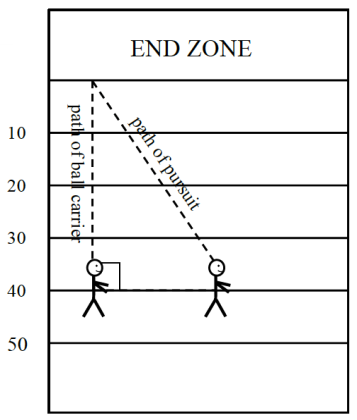 END ZONE
path of ball carrier
path of pursuit
10
20
30
40
50